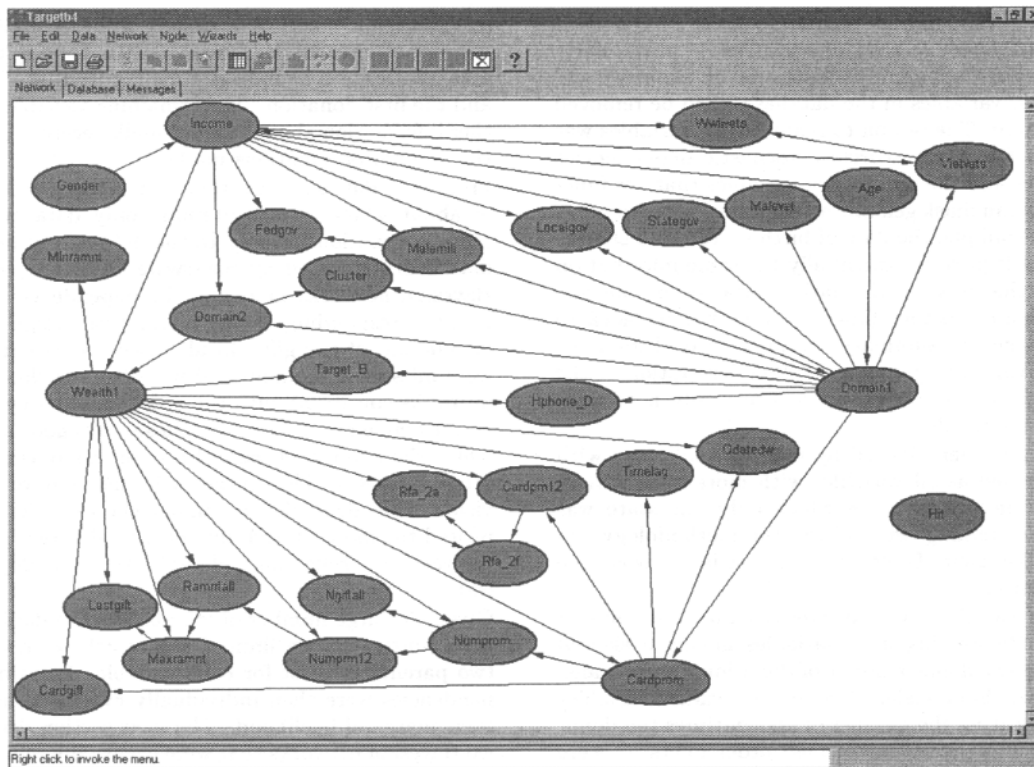 Targetb4
File Edit Data Network Node Wizards Help
Network Database Messages
Income
Wwiivets
Vietvets
Gender
Age
Malevet
Stategov
Localgov
Fedgov
Malemili
Minramnt
Cluster
Domain2
Target_B
Wealth1
Hphone_D
Domain1
Gdatedw
Timelag
Cardpm12
Rfa_2a
Hit
Rfa_2f
Ramntall
Ngiftall
Lastgift
Numprom
Maxramnt
Numprm12
Cardprom
Cardgift
Right click to invoke the menu.